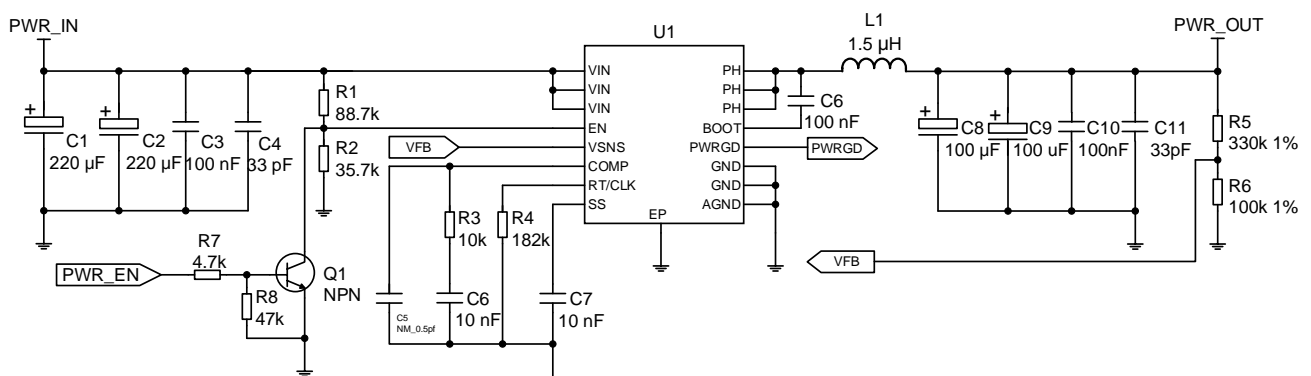 PWR_IN
U1
L1
1.5 µH
PWR_OUT
VIN
VIN
VIN
EN
VSNS
COMP
RT/CLK
SS
EP
PH
PH
PH
BOOT
PWRGD
GND
GND
AGND
+
C1
220 µF
+
C2
220 µF
C3
100 nF
C4
33 pF
R1
88.7k
R2
35.7k
VFB
C6
100 nF
PWRGD
+
C8
100 µF
+
C9
100 uF
C10
100nF
C11
33pF
R5
330k 1%
R6
100k 1%
VFB
R3
10k
R4
182k
C5
NM_0.5pf
C6
10 nF
C7
10 nF
PWR_EN
R7
4.7k
R8
47k
Q1
NPN